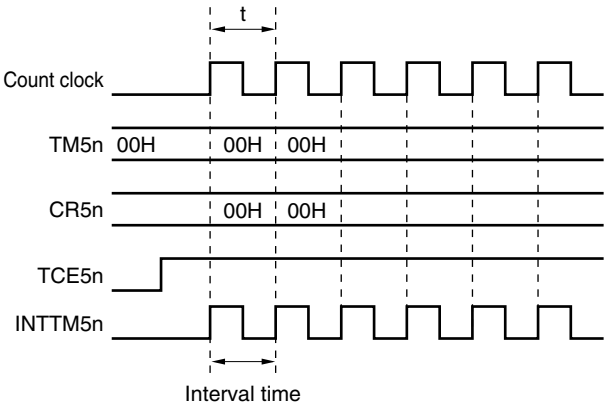 t
Count clock
TM5n 00H 00H 00H
CR5n 00H 00H
TCE5n
INTTM5n
Interval time